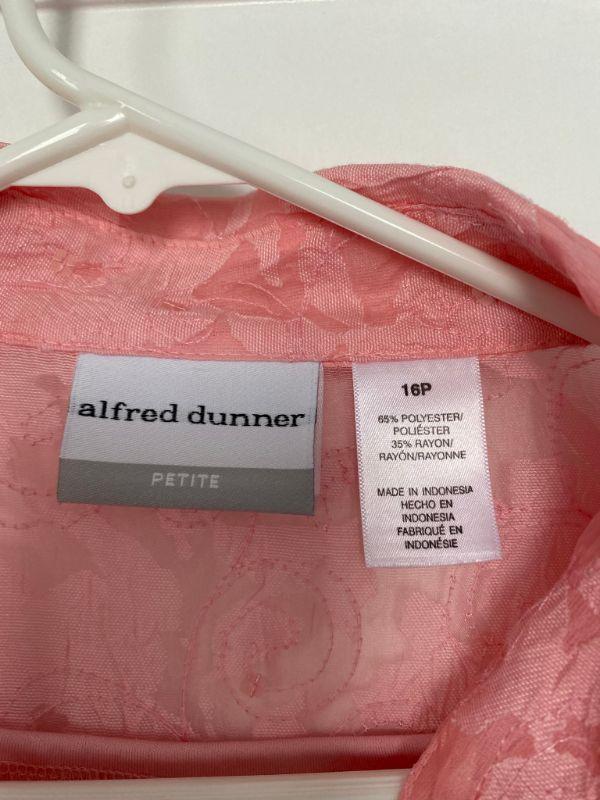 alfred dunner
PETITE
16P
65% POLYESTER/
POLIÉSTER
35% RAYON/
RAYÓN/RAYONNE
MADE IN INDONESIA
HECHO EN
INDONESIA
FABRIQUÉ EN
INDONÉSIE